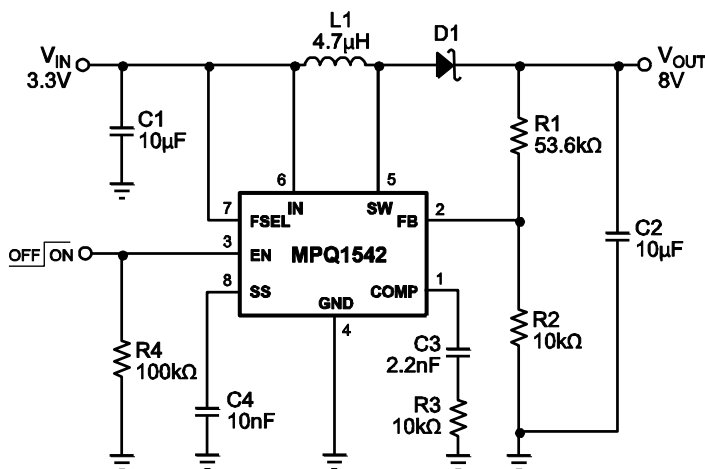 L1
4.7µH
D1
VIN
3.3V
VOUT
8V
C1
10µF
R1
53.6kΩ
6
5
IN
SW
7
FSEL
FB
2
C2
10µF
OFF ON
3
EN
MPQ1542
8
SS
COMP
1
GND
4
R2
10kΩ
C3
2.2nF
R4
100kΩ
C4
10nF
R3
10kΩ